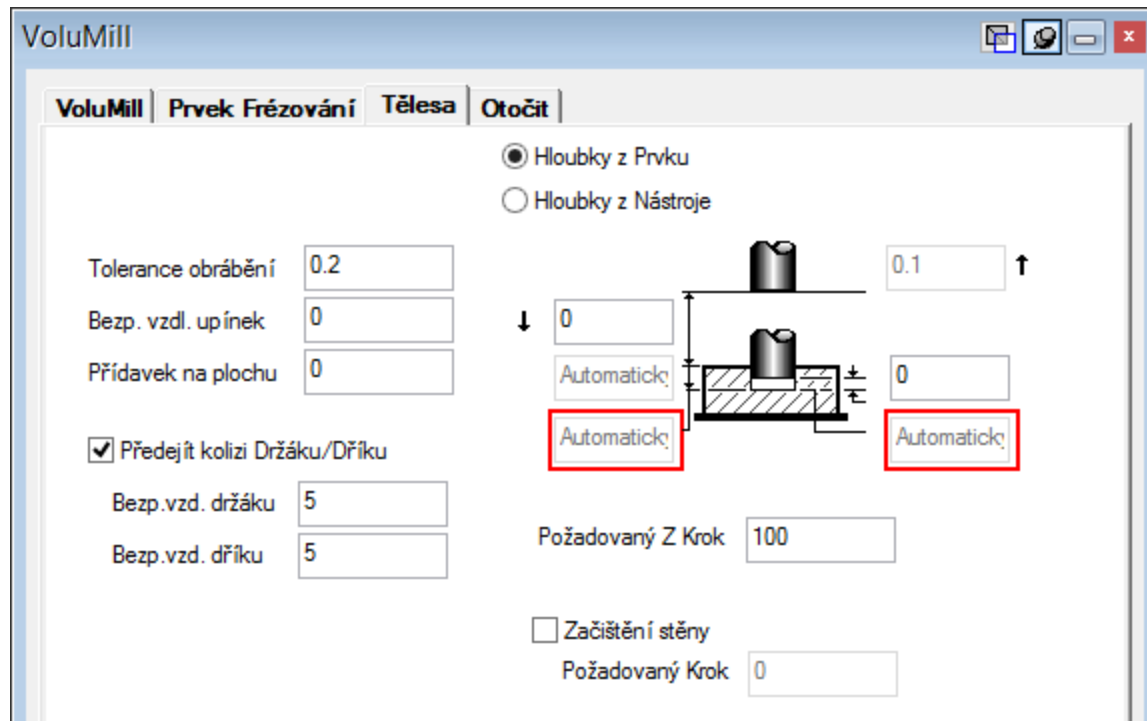 VoluMill
VoluMill Prvek Frézování Tělesa Otočit
Hloubky z Prvku
Hloubky z Nástroje
Tolerance obrábění 0.2
0.1
Bezp. vzdl. upínek 0
0
Přídavek na plochu 0
Automaticky
0
Automaticky
Automaticky
Předejít kolizi Držáku/Dříku
Bezp.vzd. držáku 5
Požadovaný Z Krok 100
Bezp.vzd. dříku 5
Začištění stěny
Požadovaný Krok 0